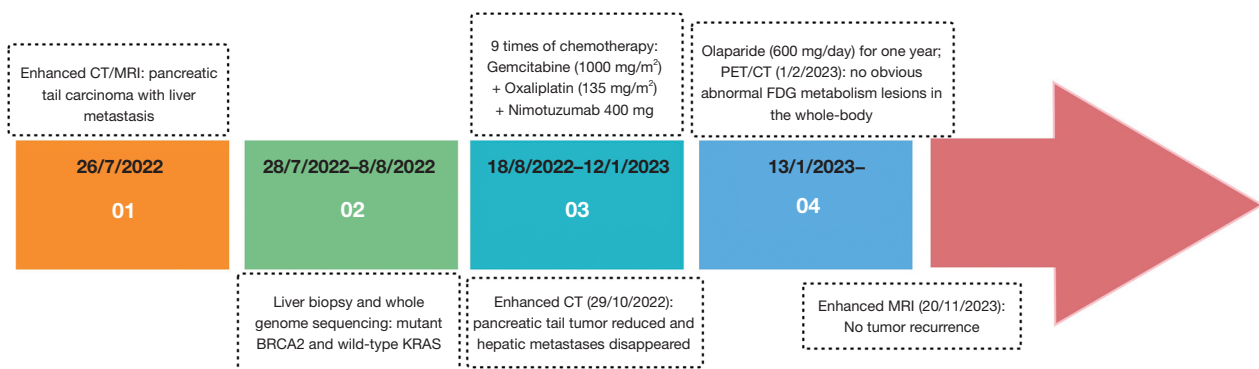 Enhanced CT/MRI: pancreatic
tail carcinoma with liver
metastasis
26/7/2022
01
28/7/2022–8/8/2022
02
Liver biopsy and whole
genome sequencing: mutant
BRCA2 and wild-type KRAS
9 times of chemotherapy:
Gemcitabine (1000 mg/m²)
+ Oxaliplatin (135 mg/m²)
+ Nimotuzumab 400 mg
18/8/2022–12/1/2023
03
Enhanced CT (29/10/2022):
pancreatic tail tumor reduced and
hepatic metastases disappeared
Olaparide (600 mg/day) for one year;
PET/CT (1/2/2023): no obvious
abnormal FDG metabolism lesions in
the whole-body
13/1/2023–
04
Enhanced MRI (20/11/2023):
No tumor recurrence